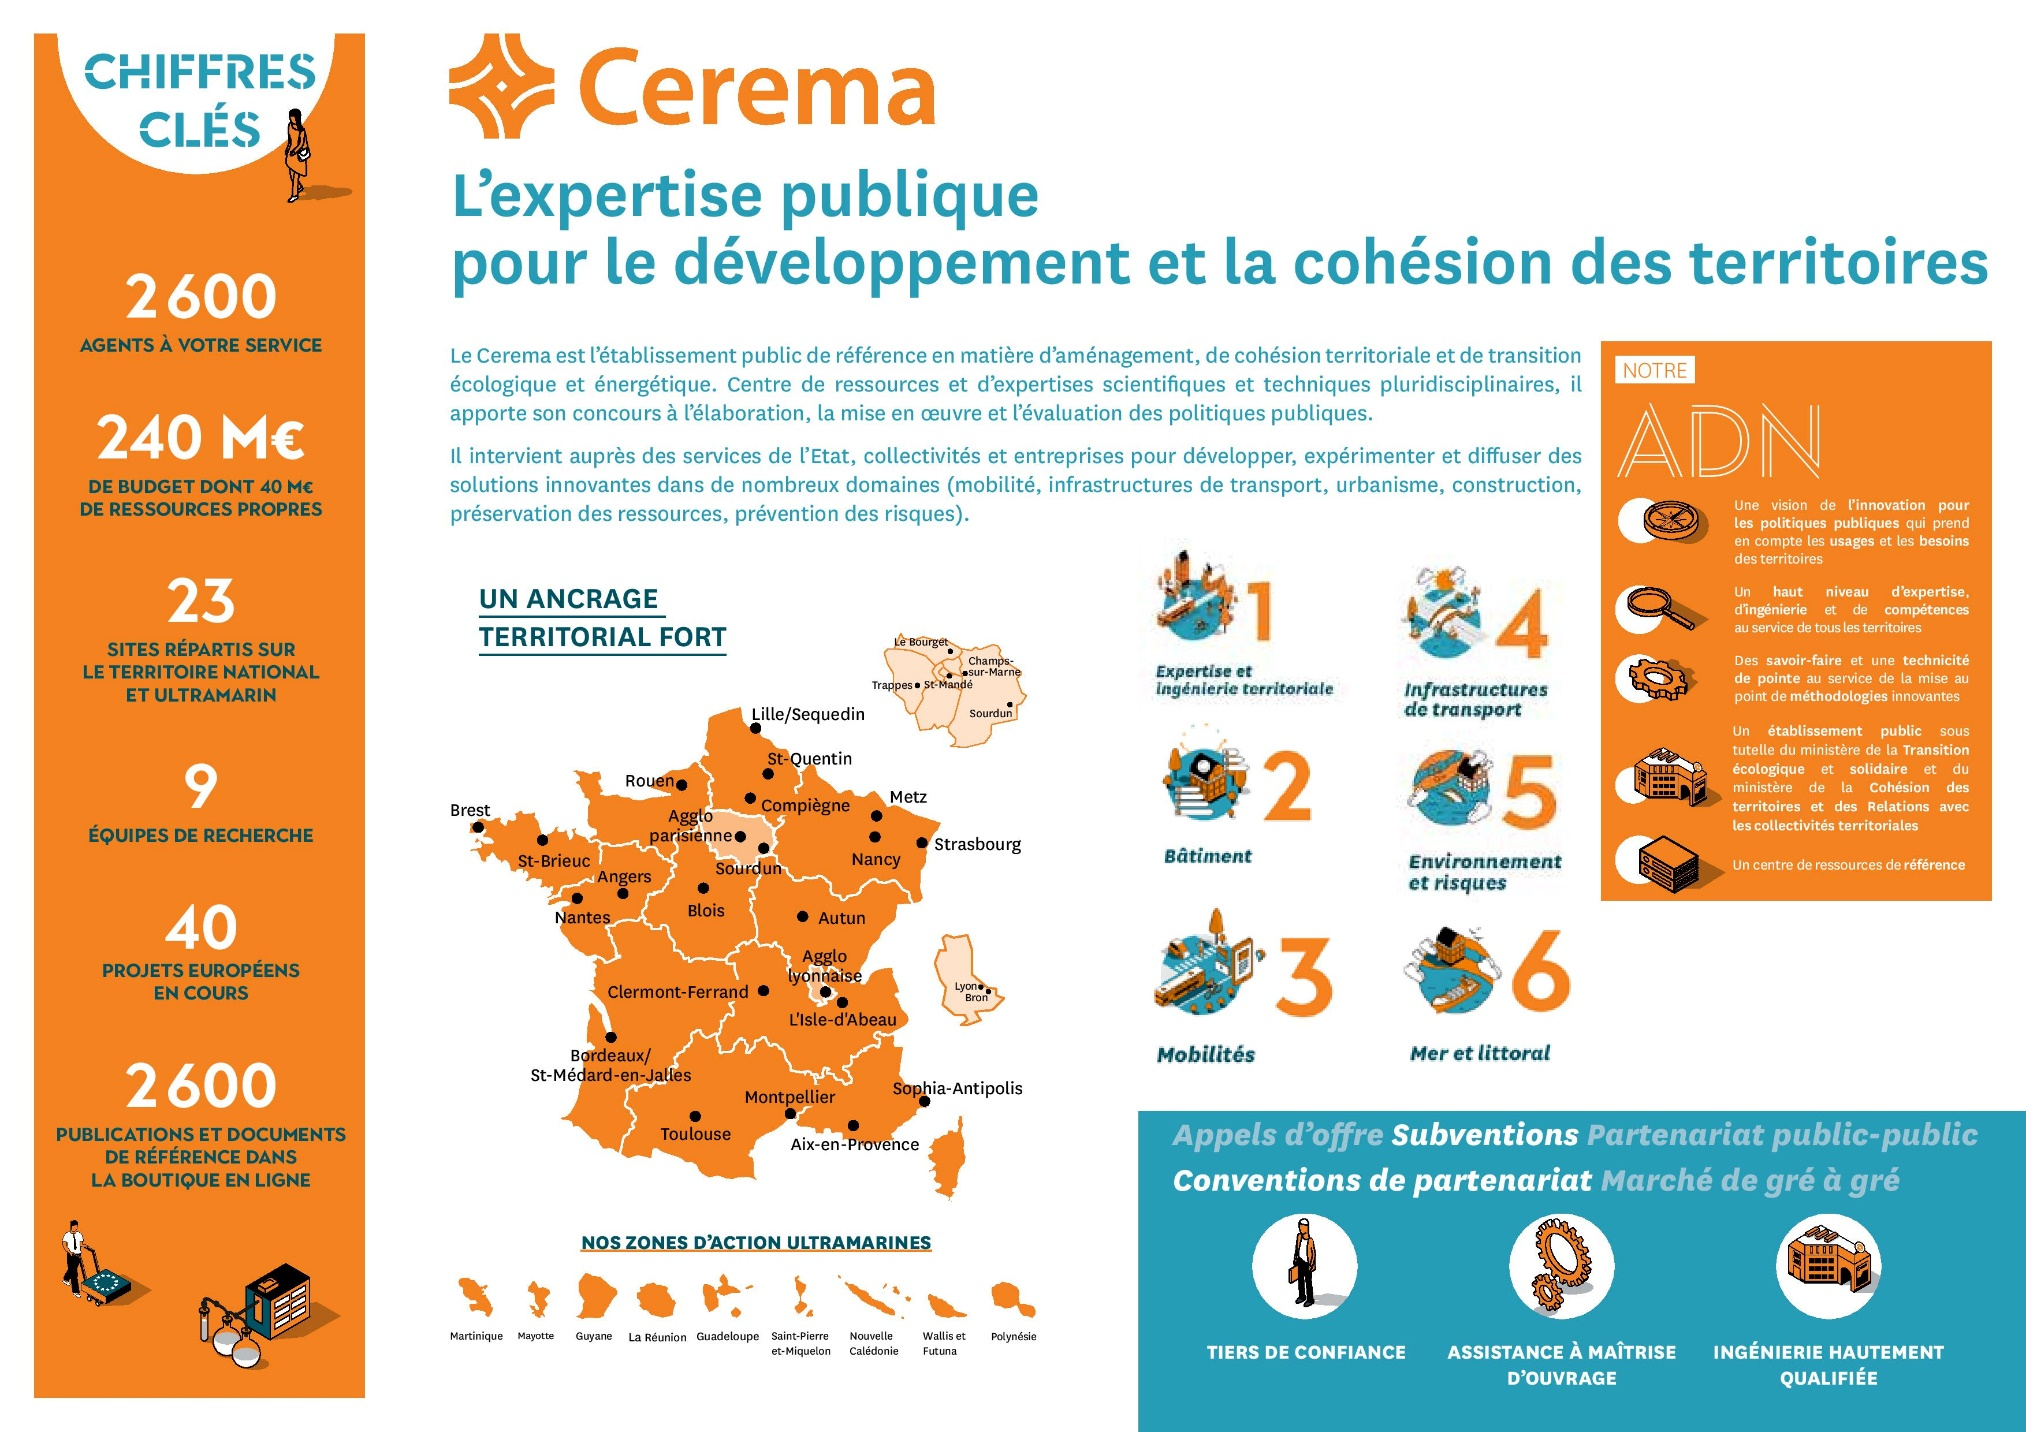 CHIFFRES
CLÉS
2 600
AGENTS À VOTRE SERVICE
240 M€
DE BUDGET DONT 40 M€
DE RESSOURCES PROPRES
23
SITES RÉPARTIS SUR
LE TERRITOIRE NATIONAL
ET ULTRAMARIN
9
ÉQUIPES DE RECHERCHE
40
PROJETS EUROPÉENS
EN COURS
2 600
PUBLICATIONS ET DOCUMENTS
DE RÉFÉRENCE DANS
LA BOUTIQUE EN LIGNE
Cerema
L'expertise publique
pour le développement et la cohésion des territoires
Le Cerema est l'établissement public de référence en matière d'aménagement, de cohésion territoriale et de transition
écologique et énergétique. Centre de ressources et d'expertises scientifiques et techniques pluridisciplinaires, il
apporte son concours à l'élaboration, la mise en œuvre et l'évaluation des politiques publiques.
Il intervient auprès des services de l'Etat, collectivités et entreprises pour développer, expérimenter et diffuser des
solutions innovantes dans de nombreux domaines (mobilité, infrastructures de transport, urbanisme, construction,
préservation des ressources, prévention des risques).
UN ANCRAGE
TERRITORIAL FORT
Le Bourget
Champs-
sur-Marne
Trappes
St-Mandé
Sourdun
Lille/Sequedin
St-Quentin
Rouen
Compiègne
Metz
Brest
Agglo
parisienne
Strasbourg
St-Brieuc
Nancy
Sourdun
Angers
Nantes
Blois
Autun
Agglo
lyonnaise
Clermont-Ferrand
Lyon
Bron
L'Isle-d'Abeau
Bordeaux/
St-Médard-en-Jalles
Montpellier
Sophia-Antipolis
Toulouse
Aix-en-Provence
NOS ZONES D'ACTION ULTRAMARINES
Martinique
Mayotte
Guyane
La Réunion
Guadeloupe
Saint-Pierre
et-Miquelon
Nouvelle
Calédonie
Wallis et
Futuna
Polynésie
1
Expertise et
ingénierie territoriale
2
Bâtiment
3
Mobilités
4
Infrastructures
de transport
5
Environnement
et risques
6
Mer et littoral
NOTRE
ADN
Une vision de l'innovation pour
les politiques publiques qui prend
en compte les usages et les besoins
des territoires
Un haut niveau d'expertise,
d'ingénierie et de compétences
au service de tous les territoires
Des savoir-faire et une technicité
de pointe au service de la mise au
point de méthodologies innovantes
Un établissement public sous
tutelle du ministère de la Transition
écologique et solidaire et du
ministère de la Cohésion des
territoires et des Relations avec
les collectivités territoriales
Un centre de ressources de référence
Appels d'offre Subventions Partenariat public-public
Conventions de partenariat Marché de gré à gré
TIERS DE CONFIANCE
ASSISTANCE À MAÎTRISE
D'OUVRAGE
INGÉNIERIE HAUTEMENT
QUALIFIÉE